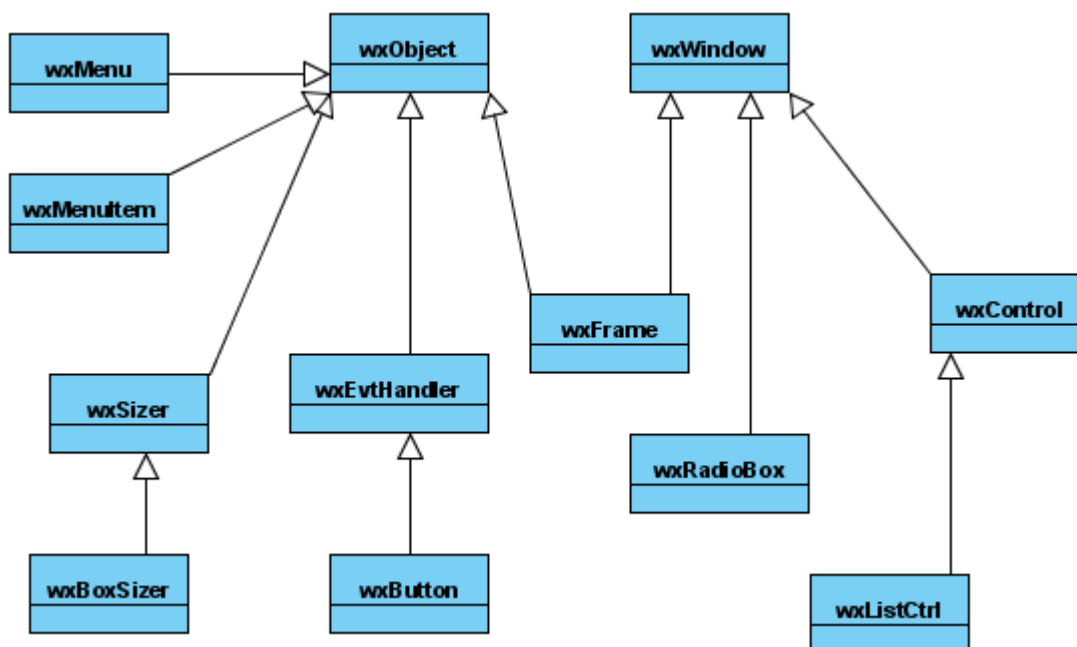 wxObject
wxWindow
wxMenu
wxMenuItem
wxControl
wxFrame
wxEvtHandler
wxSizer
wxRadioBox
wxBoxSizer
wxButton
wxListCtrl